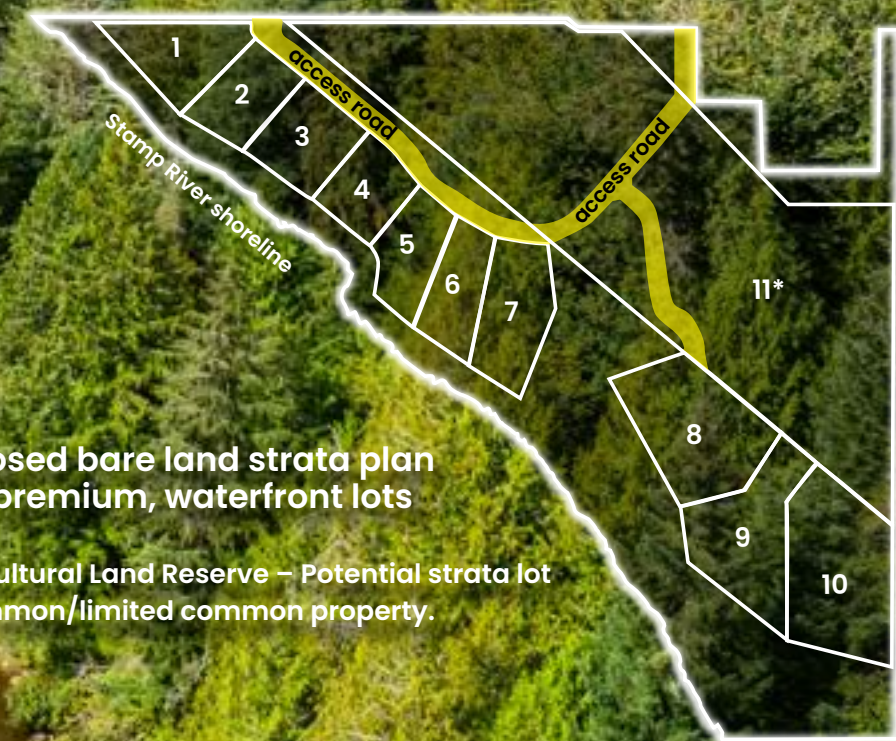 1
2
access road
3
Stamp River shoreline
4
access road
5
6
7
11*
8
osed bare land strata plan
premium, waterfront lots
9
ultural Land Reserve – Potential strata lot
10
mon/limited common property.